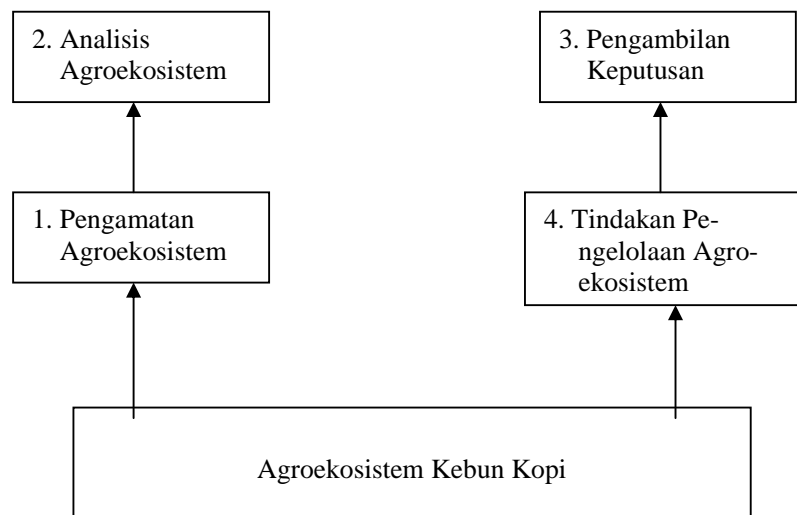 2. Analisis
Agroekosistem
3. Pengambilan
Keputusan
1. Pengamatan
Agroekosistem
4. Tindakan Pe-
ngelolaan Agro-
ekosistem
Agroekosistem Kebun Kopi